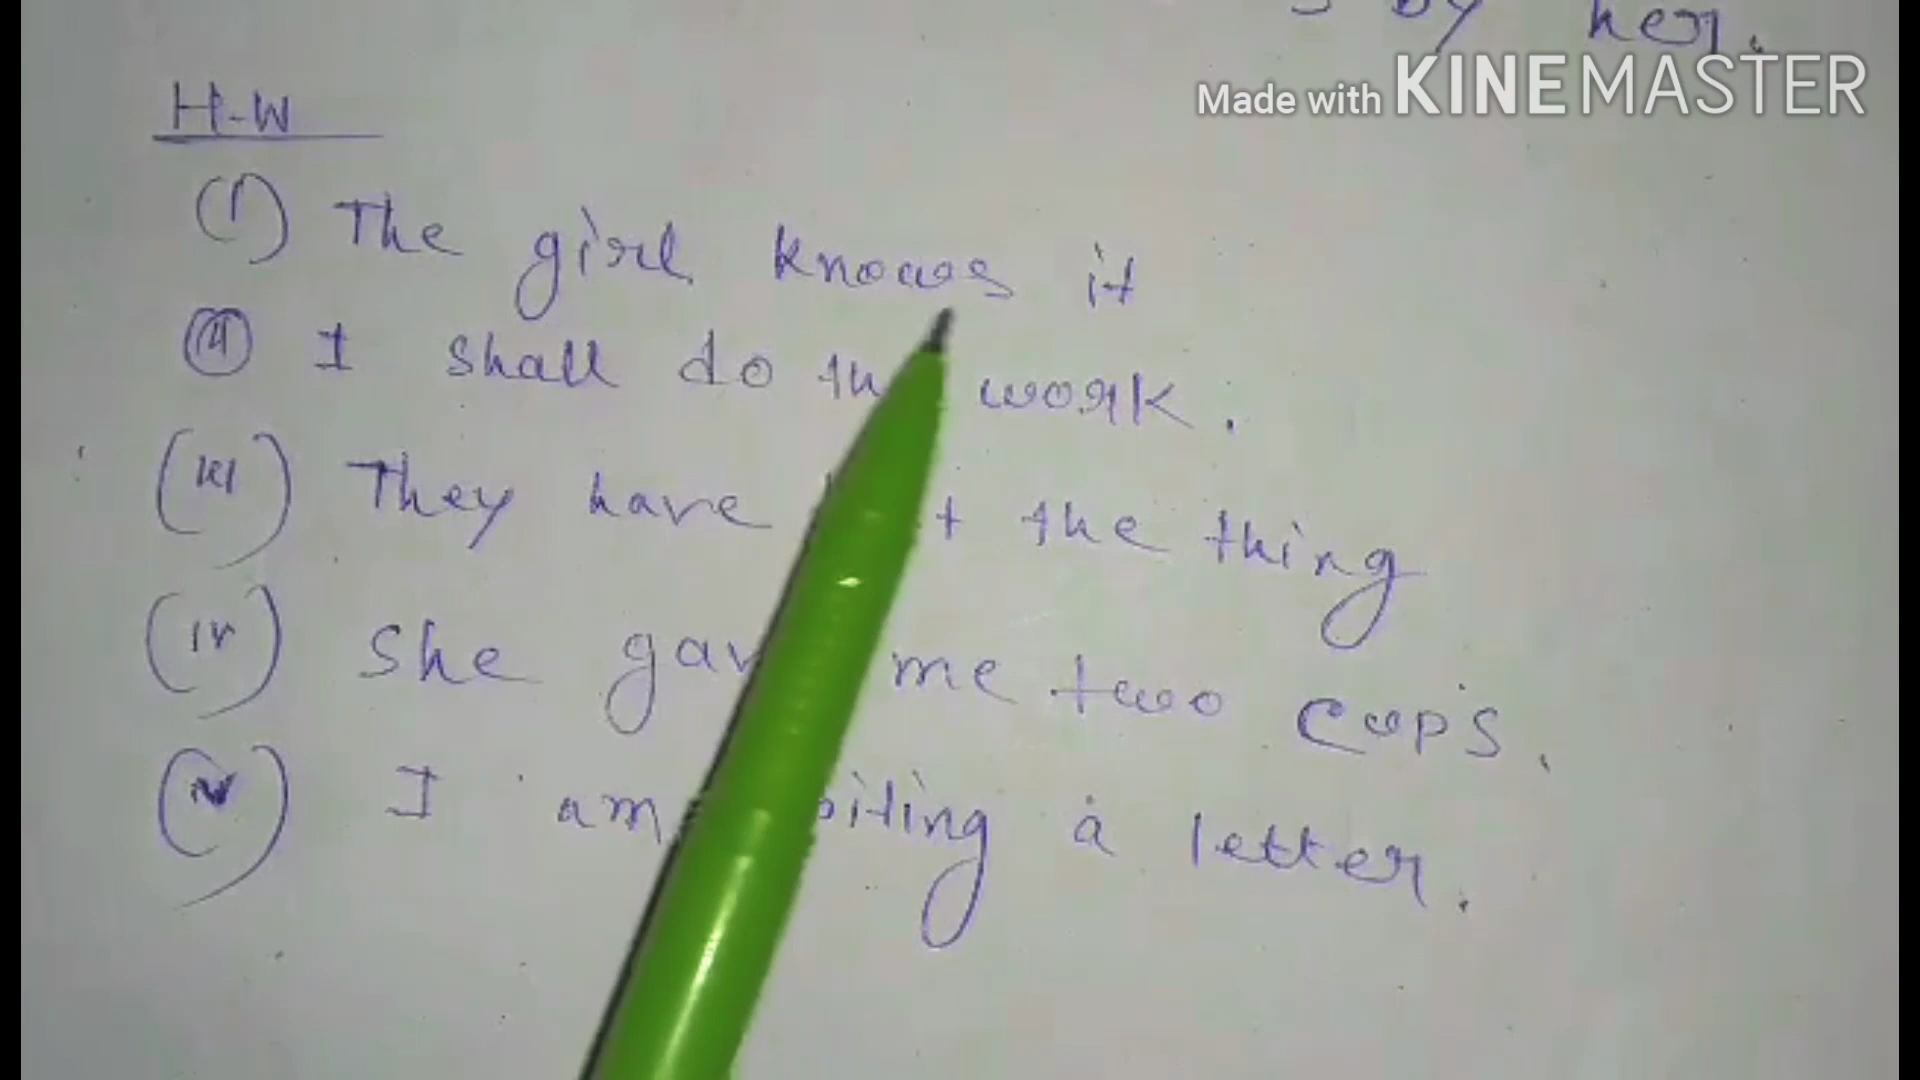 by her.
Made with KINEMASTER
H-W
(i) The girl knows it
(ii) I shall do work.
(iii) They have the thing
(iv) She me two cups.
(v) I am a letter.